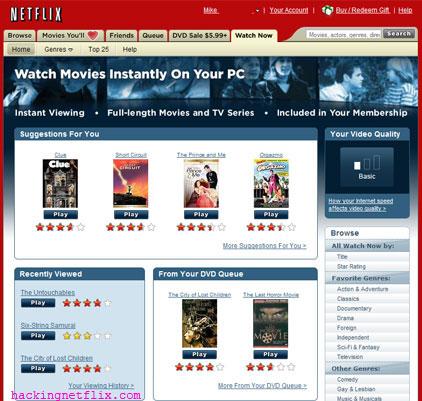 NETFLIX
Mike | Your Account | Buy / Redeem Gift | Help
Browse Movies You'll Friends Queue DVD Sale $5.99+ Watch Now
Movies, actors, genres, dire Search
Home Genres Top 25 Help
Watch Movies Instantly On Your PC
Instant Viewing • Full-length Movies and TV Series • Included in Your Membership
Suggestions For You
Clue Short Circuit The Prince and Me Orgazmo
Play Play Play Play
More Suggestions For You >
Your Video Quality
Basic
How your Internet speed
affects video quality >
Browse
All Watch Now by:
Title
Star Rating
Favorite Genres:
Action & Adventure
Classics
Documentary
Drama
Foreign
Independent
Sci-Fi & Fantasy
Television
Other Genres:
Comedy
Gay & Lesbian
Music & Musicals
Recently Viewed
The Untouchables
Play
Six-String Samurai
Play
The City of Lost Children
Play
Your Viewing History >
From Your DVD Queue
The City of Lost Children The Last Horror Movie
Play Play
More From Your DVD Queue >
hackingnetflix.com